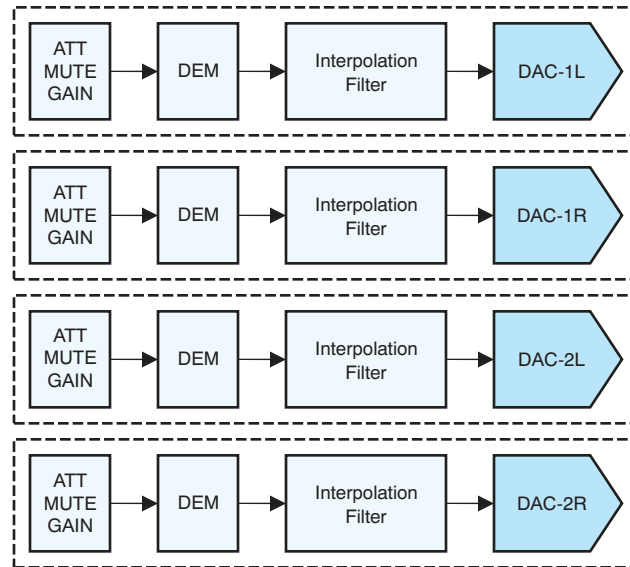 ATT
MUTE
GAIN
DEM
Interpolation
Filter
DAC-1L
ATT
MUTE
GAIN
DEM
Interpolation
Filter
DAC-1R
ATT
MUTE
GAIN
DEM
Interpolation
Filter
DAC-2L
ATT
MUTE
GAIN
DEM
Interpolation
Filter
DAC-2R